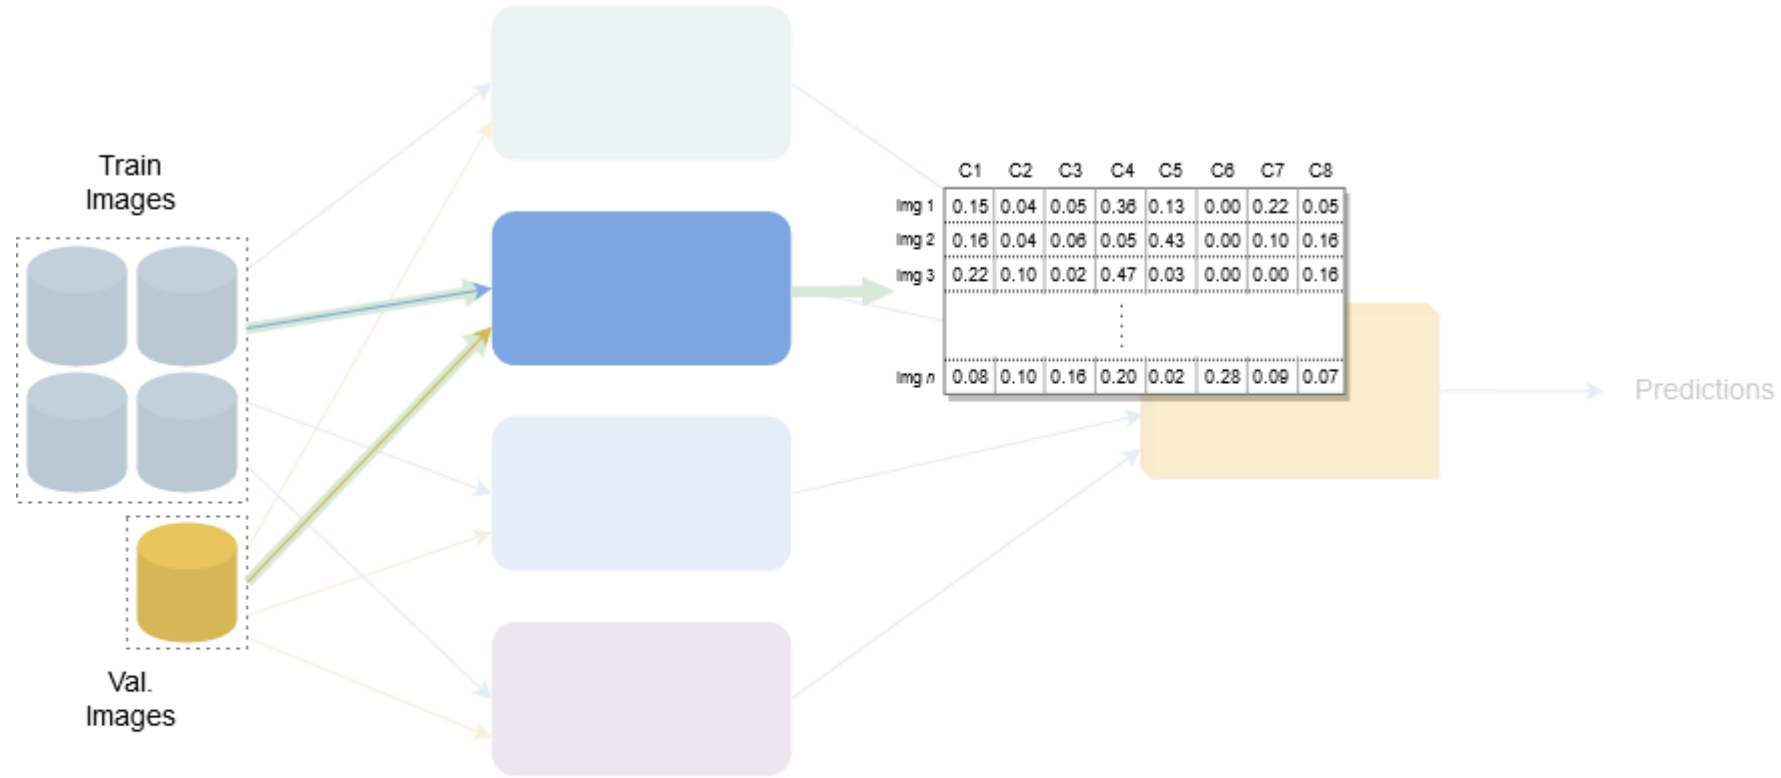 Train
Images
Val.
Images
C1 C2 C3 C4 C5 C6 C7 C8
Img 1 0.15 0.04 0.05 0.36 0.13 0.00 0.22 0.05
Img 2 0.16 0.04 0.06 0.05 0.43 0.00 0.10 0.16
Img 3 0.22 0.10 0.02 0.47 0.03 0.00 0.00 0.16
Img n 0.08 0.10 0.16 0.20 0.02 0.28 0.09 0.07
Predictions